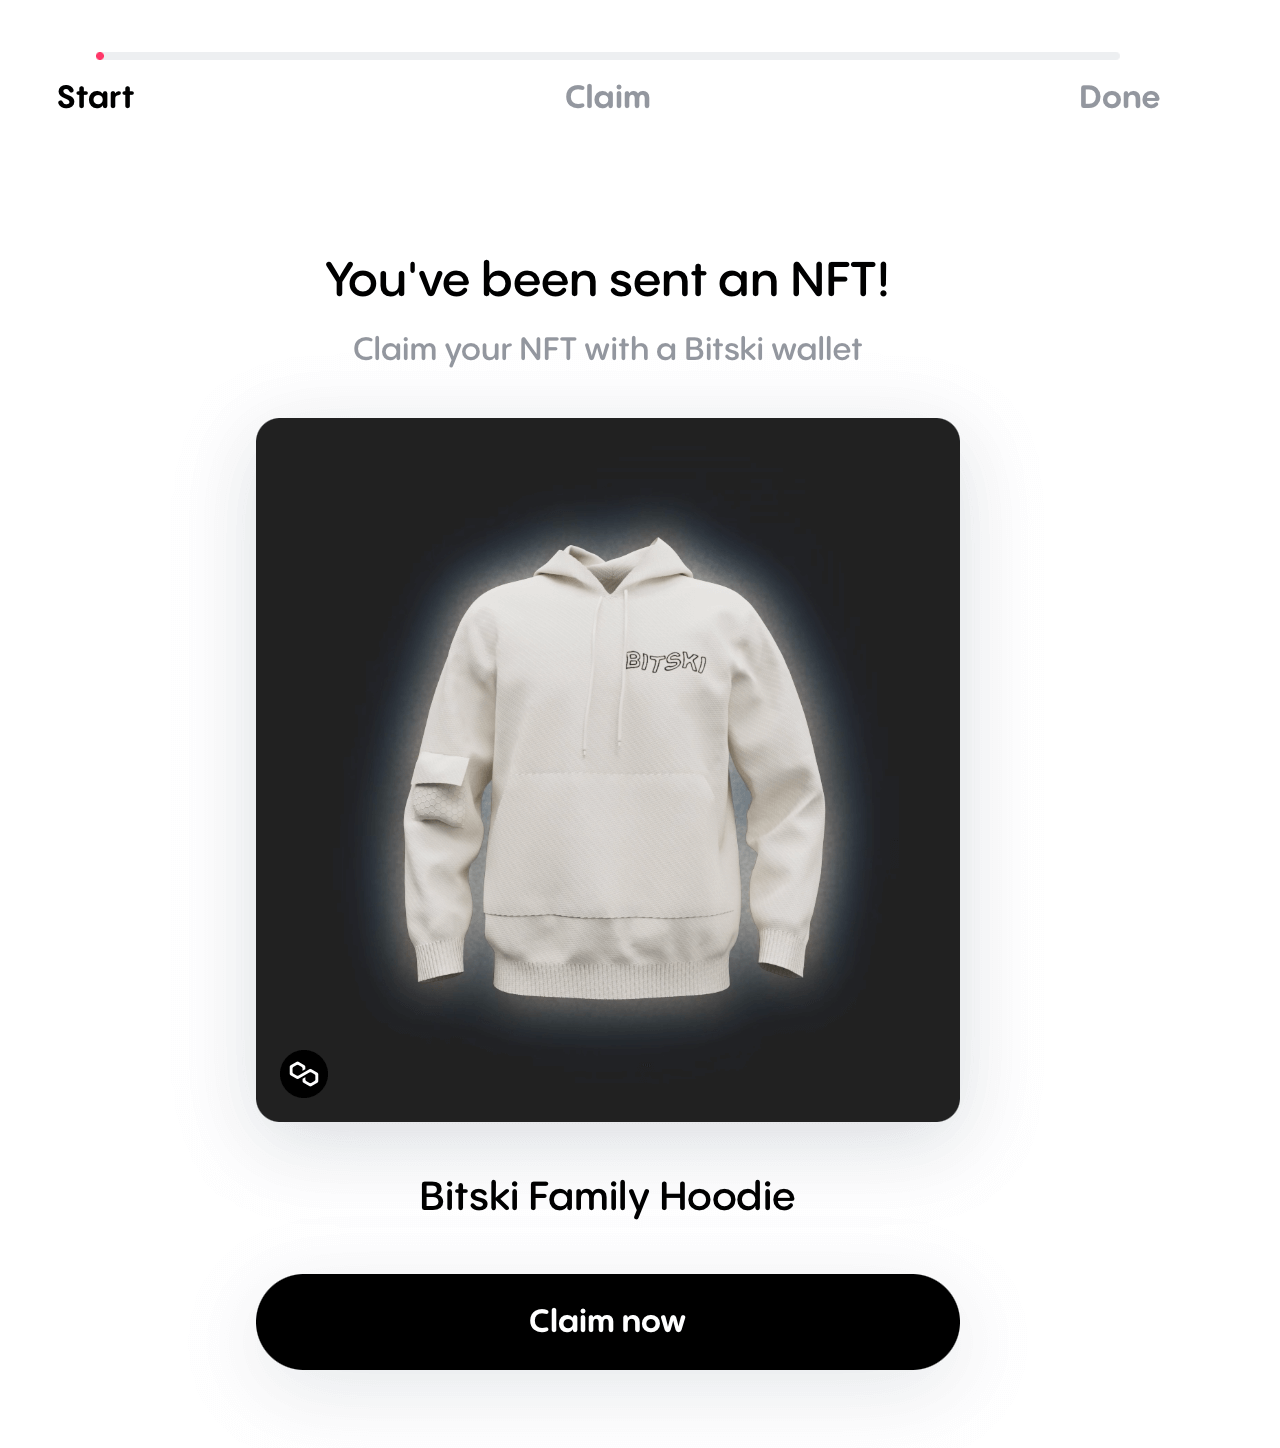 Start
Claim
Done
You've been sent an NFT!
Claim your NFT with a Bitski wallet
BITSKI
Bitski Family Hoodie
Claim now